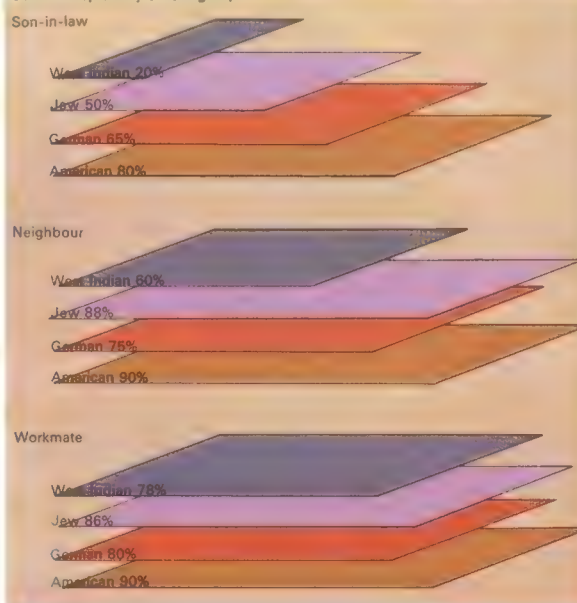 Son-in-law
West Indian 20%
Jew 50%
German 65%
American 80%
Neighbour
West Indian 60%
Jew 88%
German 75%
American 90%
Workmate
West Indian 78%
Jew 86%
German 80%
American 90%